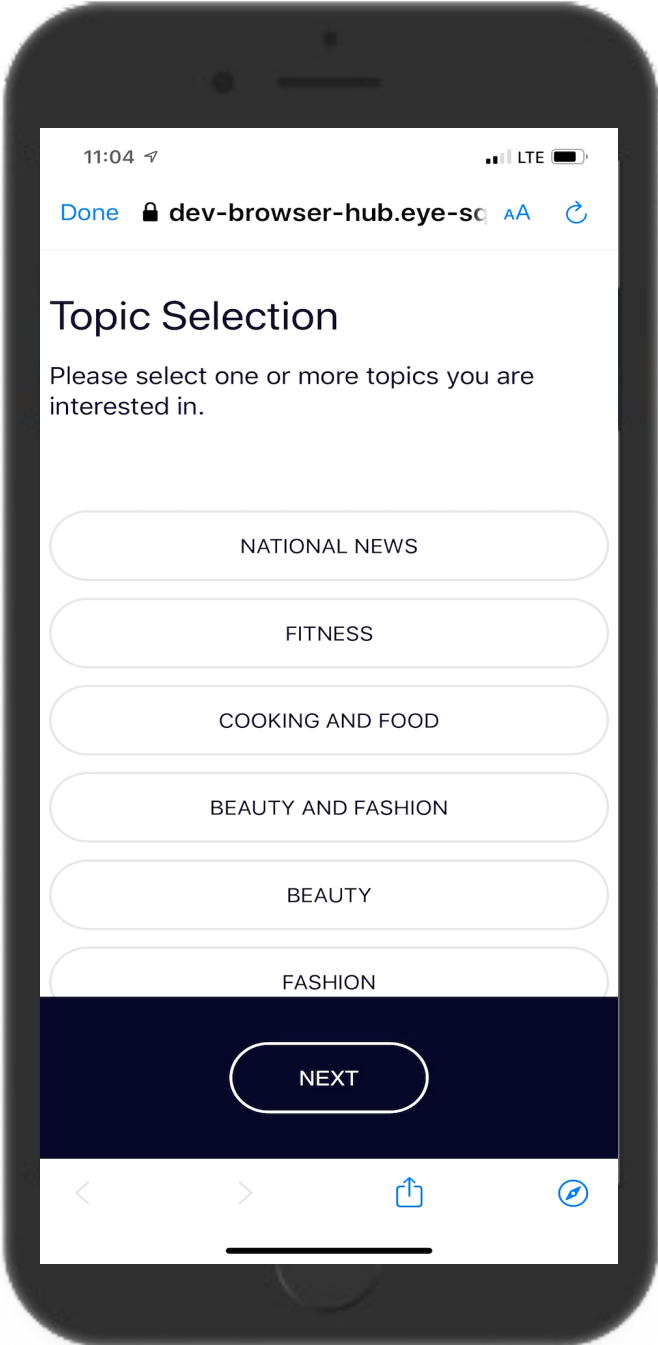 11:04
LTE
Done
dev-browser-hub.eye-sq
AA
Topic Selection
Please select one or more topics you are
interested in.
NATIONAL NEWS
FITNESS
COOKING AND FOOD
BEAUTY AND FASHION
BEAUTY
FASHION
NEXT